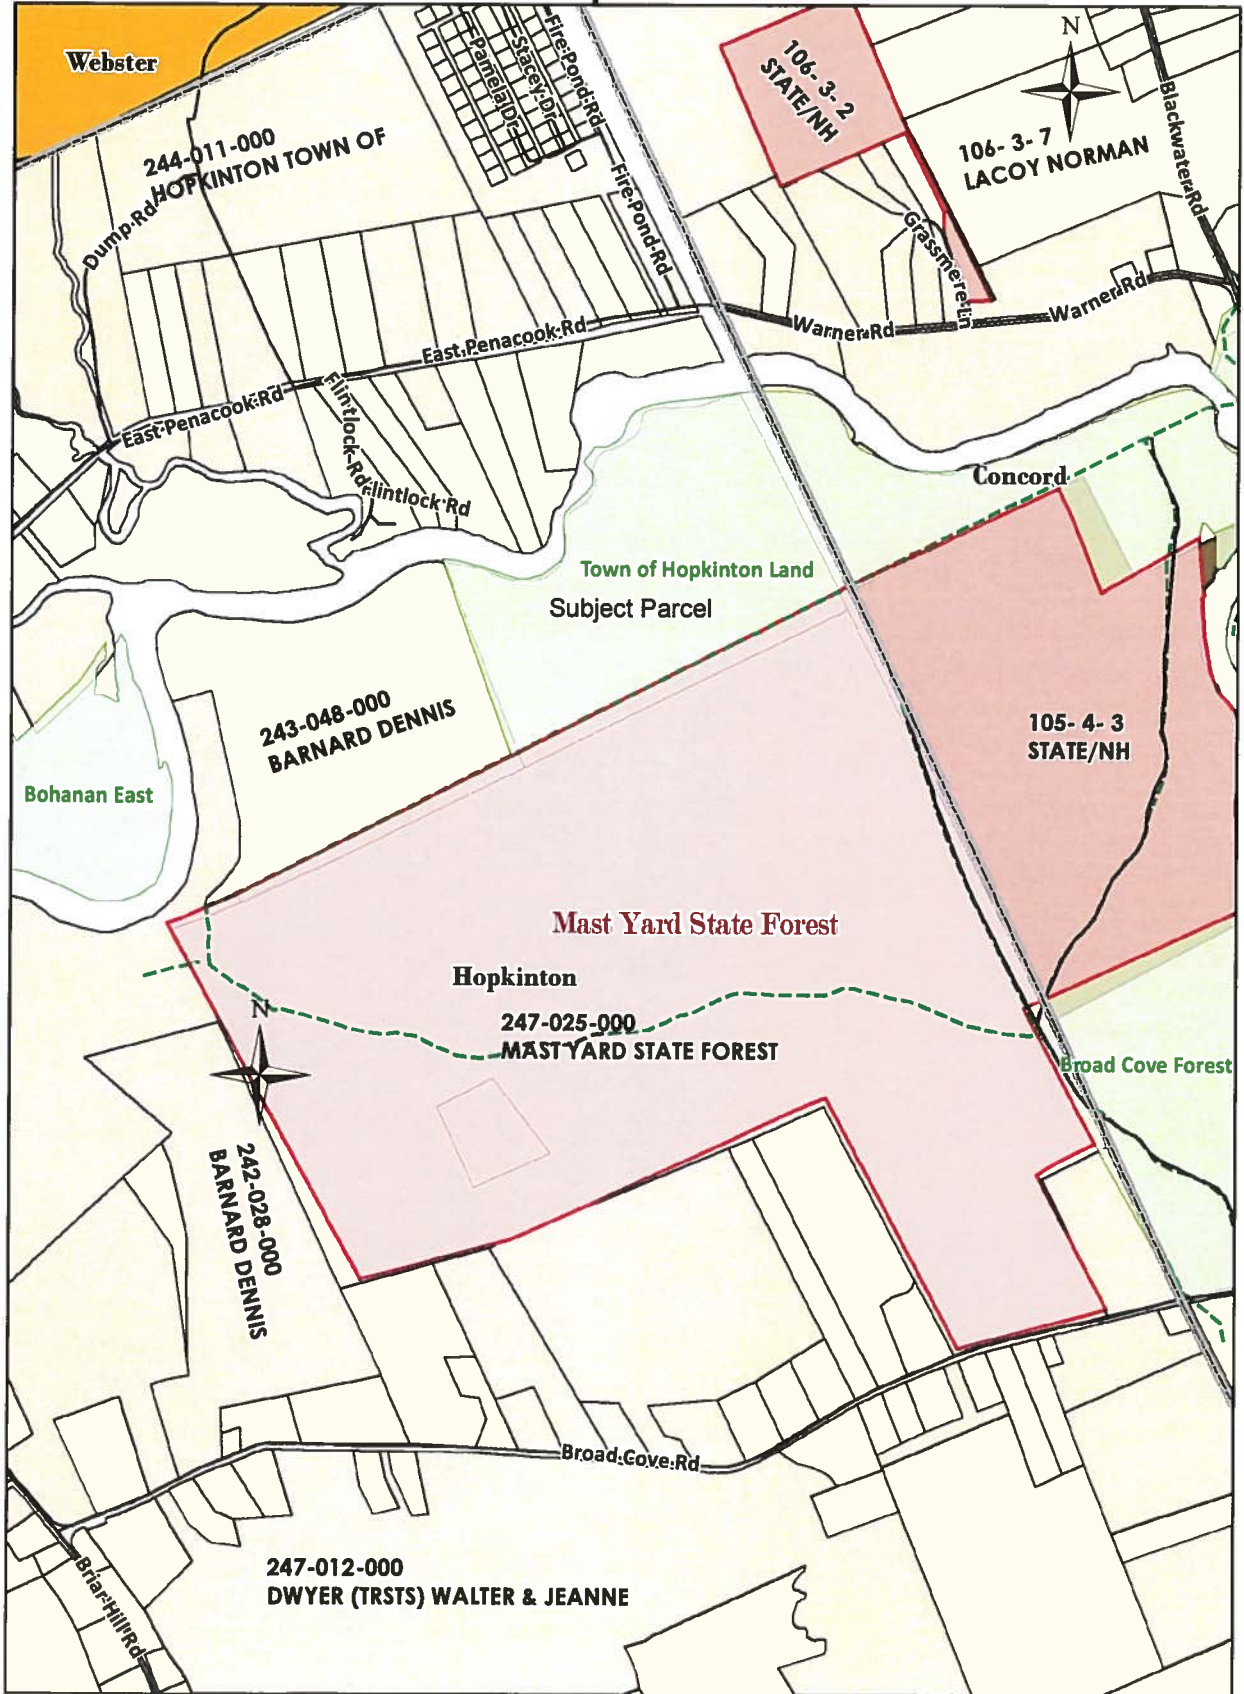 Webster
244-011-000
HOPKINTON TOWN OF
Dump Rd
Pamela Dr
Stacey Dr
Fire Pond Rd
Fire Pond Rd
106- 3- 2
STATE/NH
N
106- 3- 7
LACOY NORMAN
Blackwater Rd
Grassmere Ln
Warner Rd
Warner Rd
East Penacook Rd
East Penacook Rd
Flintlock Rd
Flintlock Rd
Concord
Town of Hopkinton Land
Subject Parcel
243-048-000
BARNARD DENNIS
105- 4- 3
STATE/NH
Bohanan East
Mast Yard State Forest
Hopkinton
N
247-025-000
MAST YARD STATE FOREST
Broad Cove Forest
242-028-000
BARNARD DENNIS
Broad Cove Rd
247-012-000
DWYER (TRSTS) WALTER & JEANNE
Briar Hill Rd